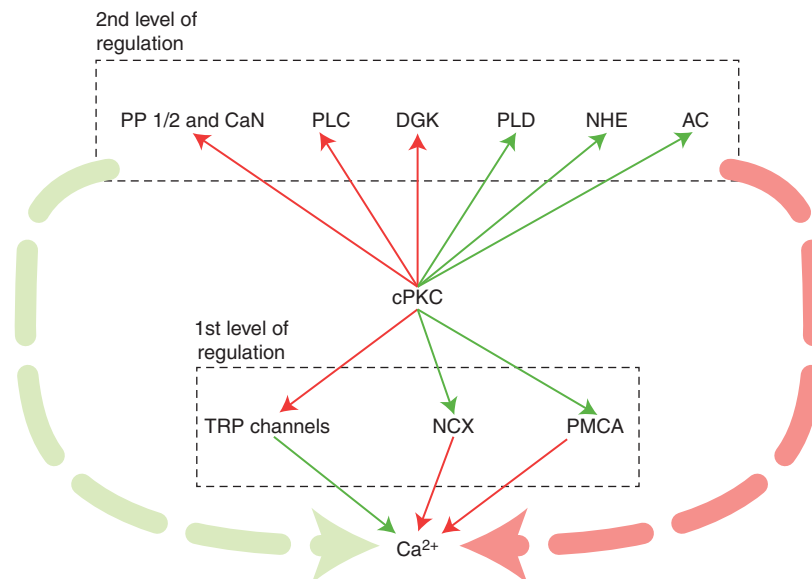 2nd level of
regulation
PP 1/2 and CaN PLC DGK PLD NHE AC
cPKC
1st level of
regulation
TRP channels NCX PMCA
Ca²⁺